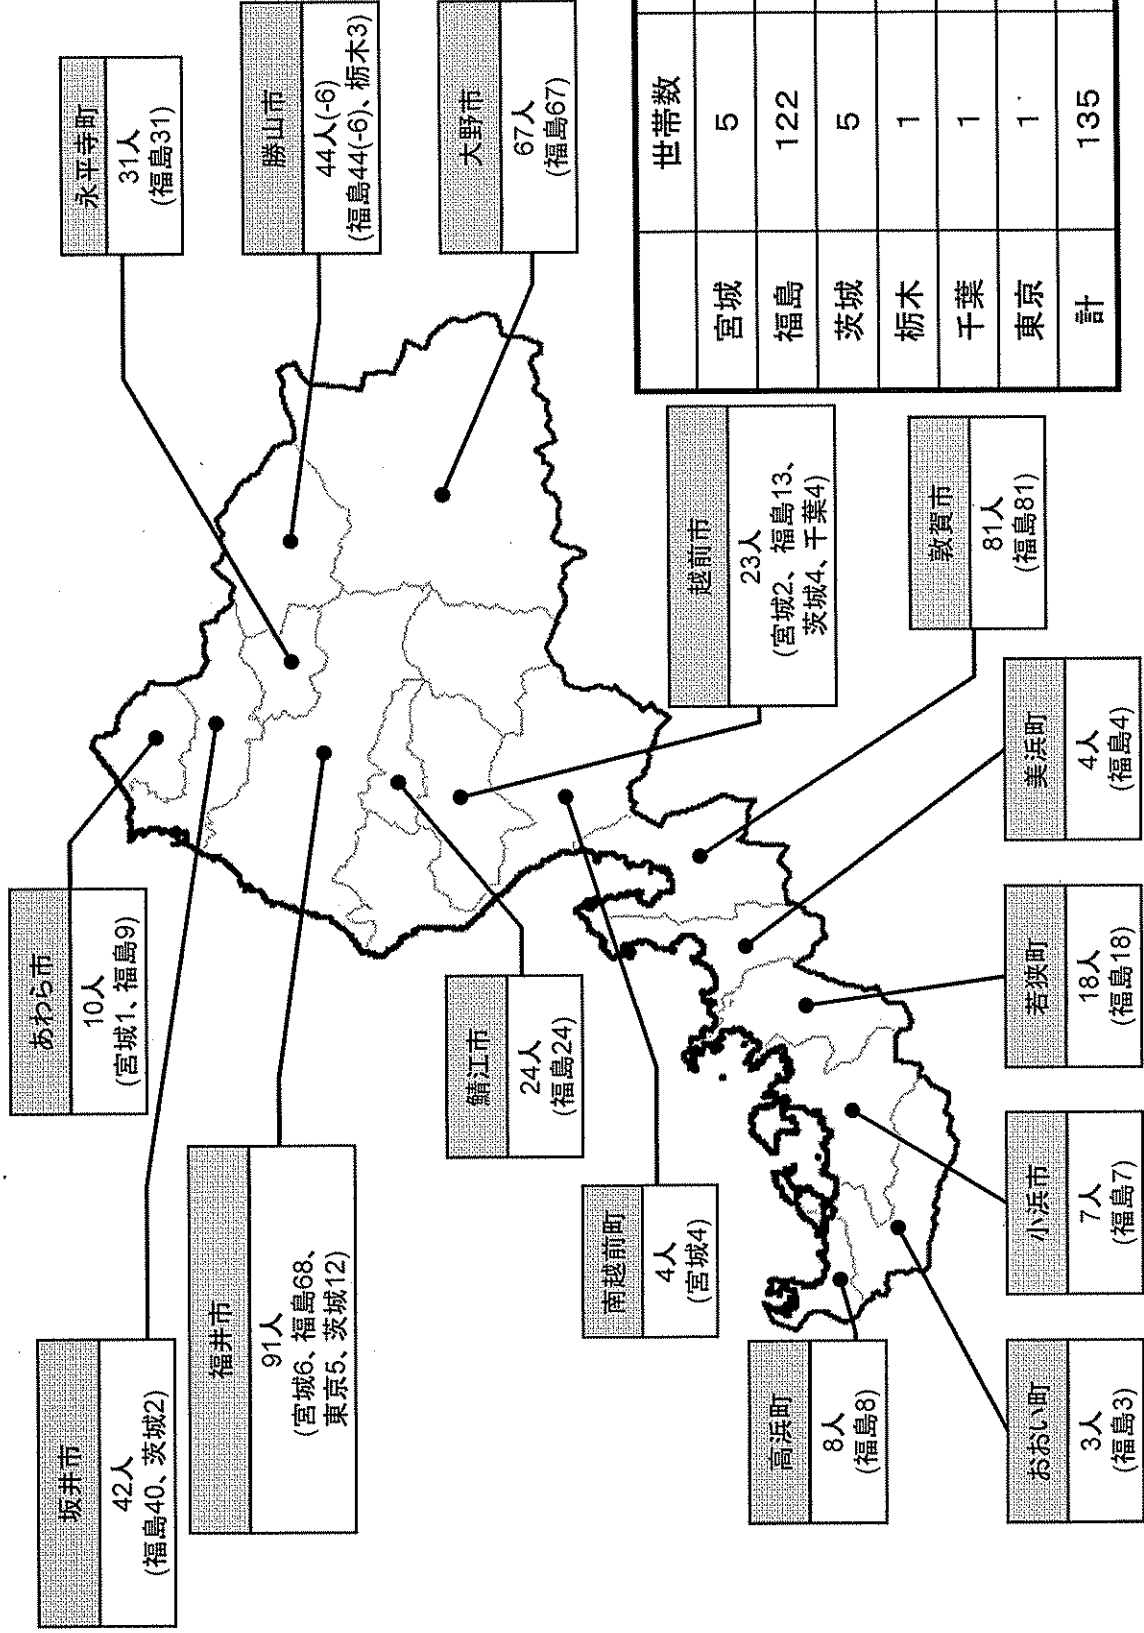 坂井市
42人
(福島40、茨城2)
あわら市
10人
(宮城1、福島9)
永平寺町
31人
(福島31)
福井市
91人
(宮城6、福島68、
東京5、茨城12)
勝山市
44人(-6)
(福島44(-6)、栃木3)
鯖江市
24人
(福島24)
大野市
67人
(福島67)
南越前町
4人
(宮城4)
越前市
23人
(宮城2、福島13、
茨城4、千葉4)
高浜町
8人
(福島8)
敦賀市
81人
(福島81)
おおい町
3人
(福島3)
小浜市
7人
(福島7)
若狭町
18人
(福島18)
美浜町
4人
(福島4)
世帯数
宮城 5
福島 122
茨城 5
栃木 1
千葉 1
東京 1
計 135